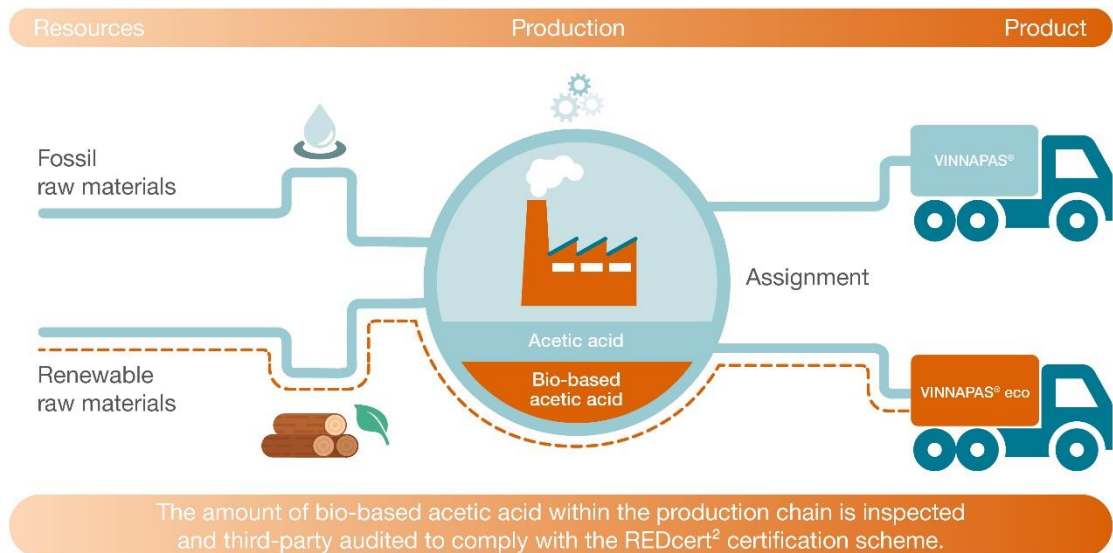 Resources
Production
Product
Fossil
raw materials
VINNAPAS®
Assignment
Acetic acid
Renewable
raw materials
Bio-based
acetic acid
VINNAPAS® eco
The amount of bio-based acetic acid within the production chain is inspected
and third-party audited to comply with the REDcert² certification scheme.